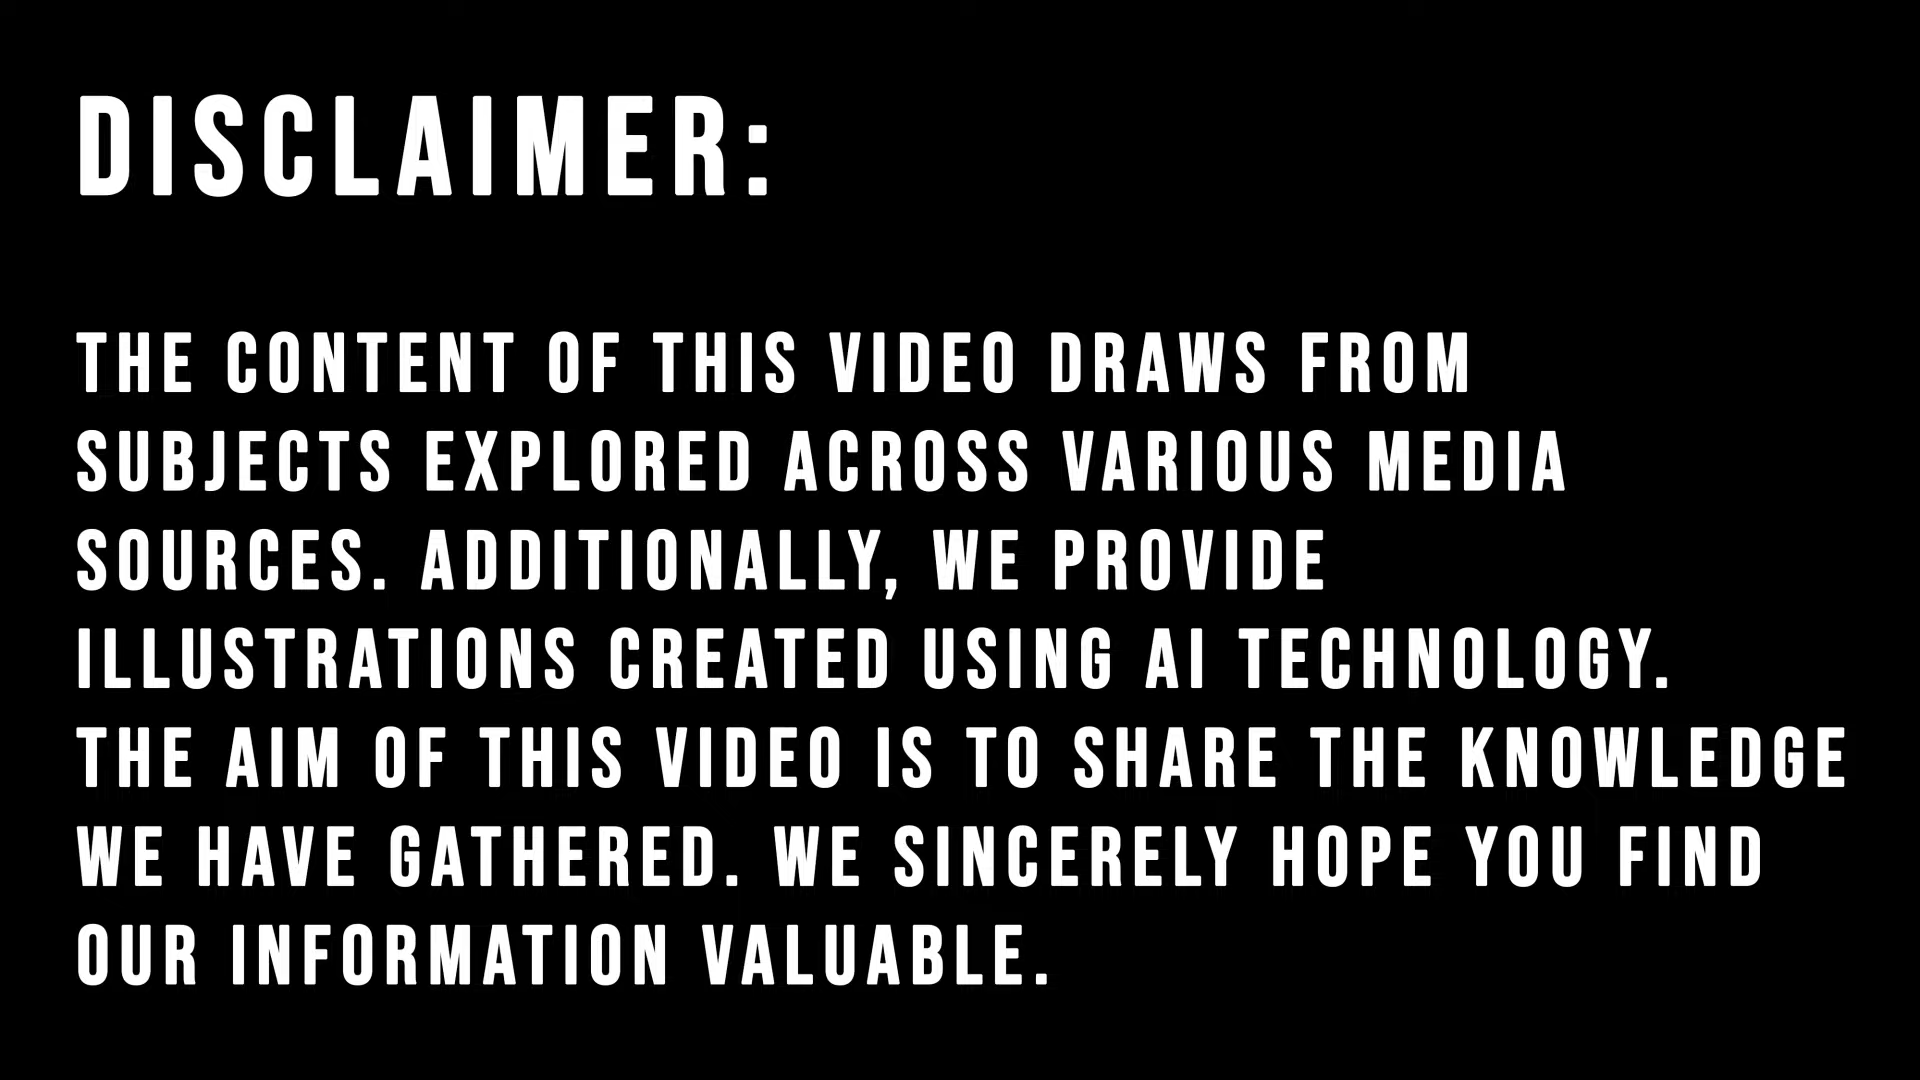 DISCLAIMER:
THE CONTENT OF THIS VIDEO DRAWS FROM
SUBJECTS EXPLORED ACROSS VARIOUS MEDIA
SOURCES. ADDITIONALLY, WE PROVIDE
ILLUSTRATIONS CREATED USING AI TECHNOLOGY.
THE AIM OF THIS VIDEO IS TO SHARE THE KNOWLEDGE
WE HAVE GATHERED. WE SINCERELY HOPE YOU FIND
OUR INFORMATION VALUABLE.